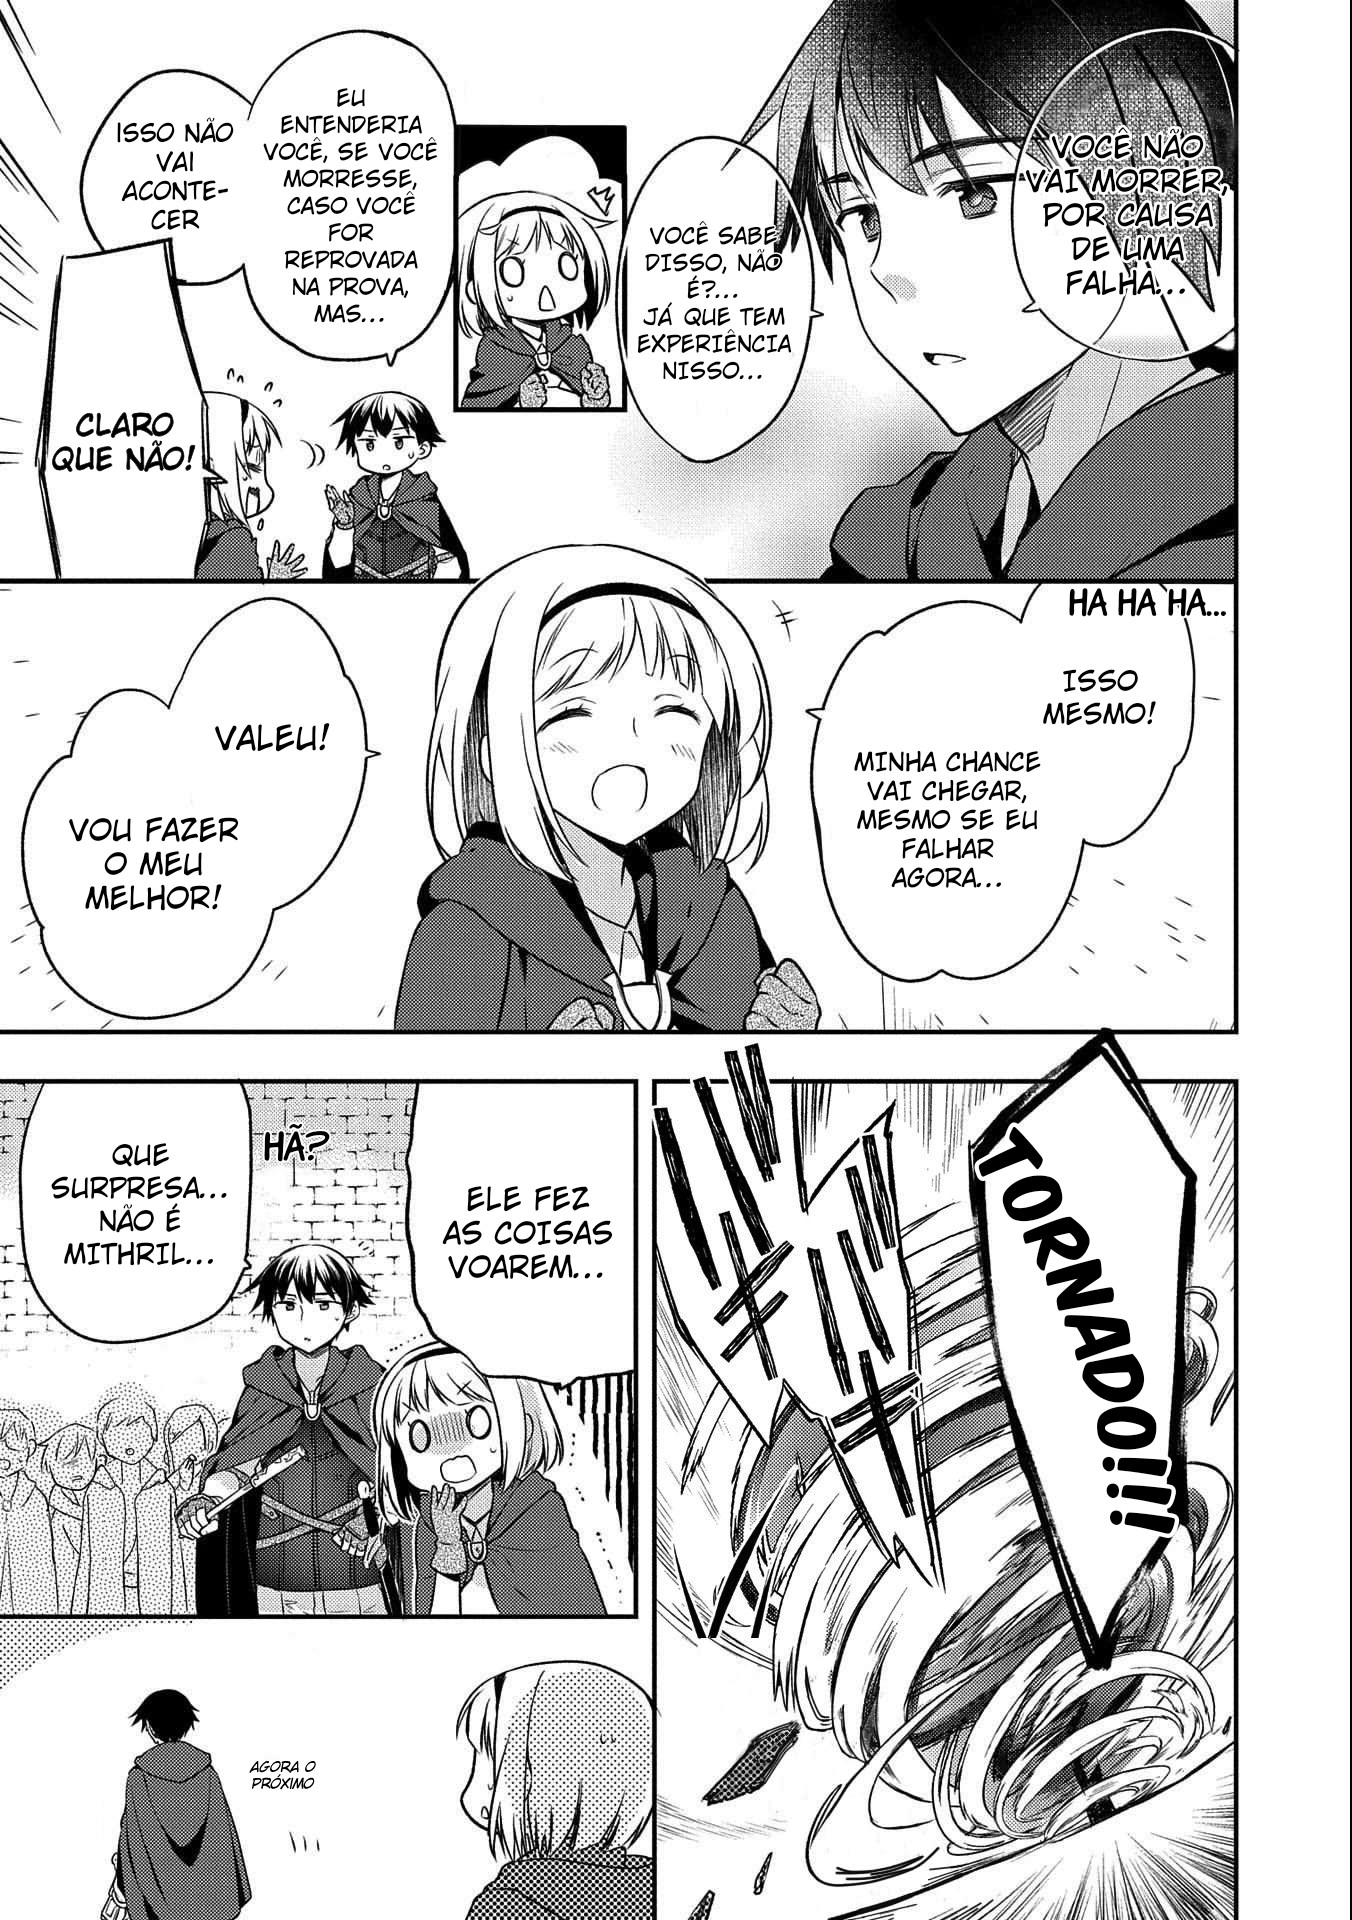 VOCÊ NÃO
VAI MORRER,
POR CAUSA
DE UMA
FALHA...
VOCÊ SABE
DISSO, NÃO
É?...
JÁ QUE TEM
EXPERIÊNCIA
NISSO...
EU
ENTENDERIA
VOCÊ, SE VOCÊ
MORRESSE,
CASO VOCÊ
FOR
REPROVADA
NA PROVA,
MAS...
ISSO NÃO
VAI
ACONTE-
CER
CLARO
QUE NÃO!
HA HA HA...
ISSO
MESMO!
MINHA CHANCE
VAI CHEGAR,
MESMO SE EU
FALHAR
AGORA...
VALEU!
VOU FAZER
O MEU
MELHOR!
TORNADO!!!
ELE FEZ
AS COISAS
VOAREM...
HÃ?
QUE
SURPRESA...
NÃO É
MITHRIL...
AGORA O
PRÓXIMO